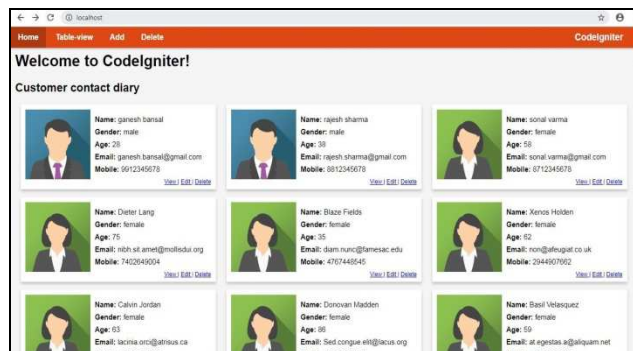 localhost
Home Table-view Add Delete CodeIgniter
Welcome to CodeIgniter!
Customer contact diary
Name: ganesh bansal
Gender: male
Age: 28
Email: ganesh.bansal@gmail.com
Mobile: 9912345678
View | Edit | Delete
Name: rajesh sharma
Gender: male
Age: 38
Email: rajesh.sharma@gmail.com
Mobile: 8812345678
View | Edit | Delete
Name: sonal varma
Gender: female
Age: 58
Email: sonal.varma@gmail.com
Mobile: 8712345678
View | Edit | Delete
Name: Dieter Lang
Gender: female
Age: 75
Email: nibh.sit.amet@mollisdui.org
Mobile: 7402649004
View | Edit | Delete
Name: Blaze Fields
Gender: female
Age: 35
Email: diam.nunc@famesac.edu
Mobile: 4767448545
View | Edit | Delete
Name: Xenos Holden
Gender: female
Age: 62
Email: non@afeugiat.co.uk
Mobile: 2944907662
View | Edit | Delete
Name: Calvin Jordan
Gender: female
Age: 63
Email: lacinia.orci@atrisus.ca
Name: Donovan Madden
Gender: female
Age: 86
Email: Sed.congue.elit@lacus.org
Name: Basil Velasquez
Gender: female
Age: 59
Email: at.egestas.a@aliquam.net